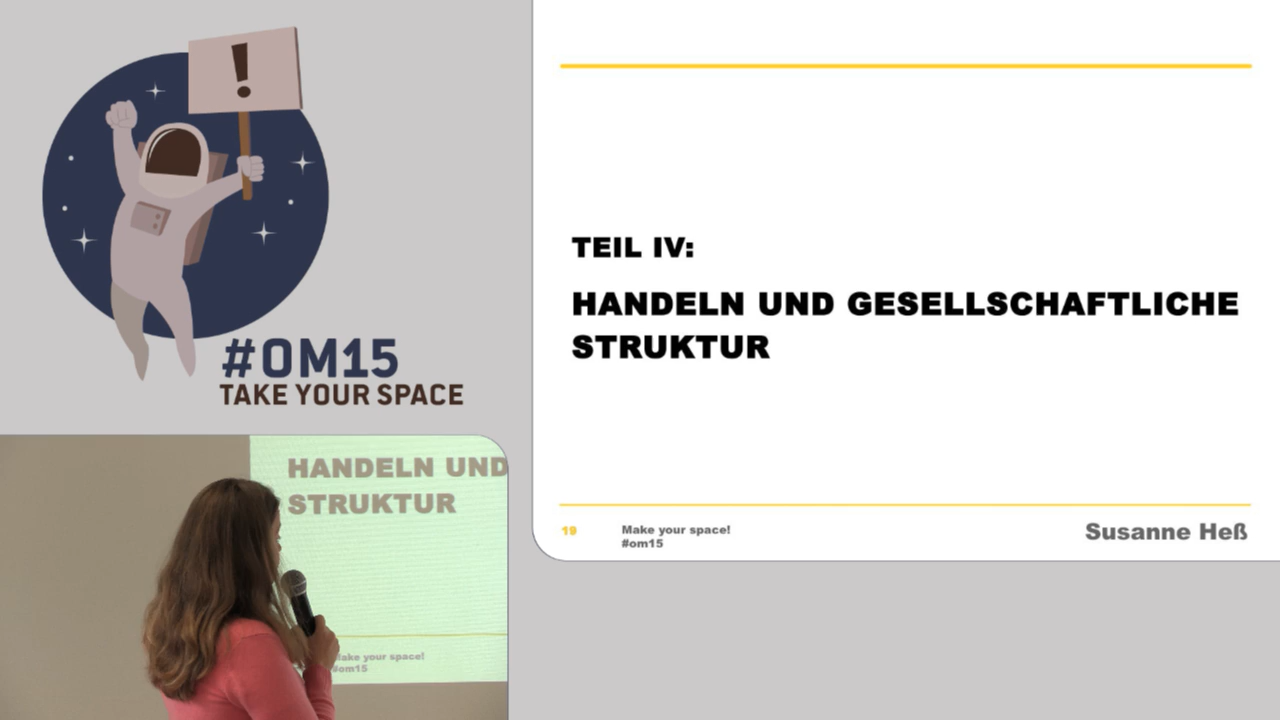 !
#OM15
TAKE YOUR SPACE
TEIL IV:
HANDELN UND GESELLSCHAFTLICHE
STRUKTUR
19
Make your space!
#om15
Susanne Heß
HANDELN UND
STRUKTUR
Make your space!
#om15